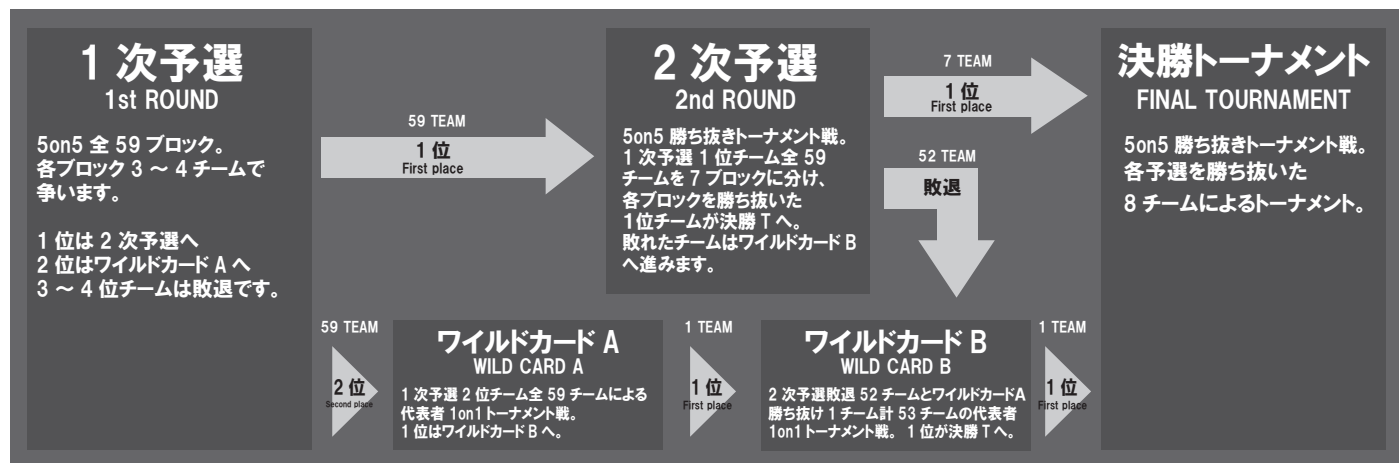 1 次予選
1st ROUND
5on5 全 59 ブロック。
各ブロック 3 ～ 4 チームで
争います。
1 位は 2 次予選へ
2 位はワイルドカード A へ
3 ～ 4 位チームは敗退です。
59 TEAM
1 位
First place
2 次予選
2nd ROUND
5on5 勝ち抜きトーナメント戦。
1 次予選 1 位チーム全 59
チームを 7 ブロックに分け、
各ブロックを勝ち抜いた
1位チームが決勝 T へ。
敗れたチームはワイルドカード B
へ進みます。
7 TEAM
1 位
First place
52 TEAM
敗退
決勝トーナメント
FINAL TOURNAMENT
5on5 勝ち抜きトーナメント戦。
各予選を勝ち抜いた
8 チームによるトーナメント。
59 TEAM
2 位
Second place
ワイルドカード A
WILD CARD A
1 次予選 2 位チーム全 59 チームによる
代表者 1on1トーナメント戦。
1 位はワイルドカード B へ。
1 TEAM
1 位
First place
ワイルドカード B
WILD CARD B
2 次予選敗退 52 チームとワイルドカードA
勝ち抜け 1 チーム計 53 チームの代表者
1on1トーナメント戦。 1 位が決勝 T へ。
1 TEAM
1 位
First place